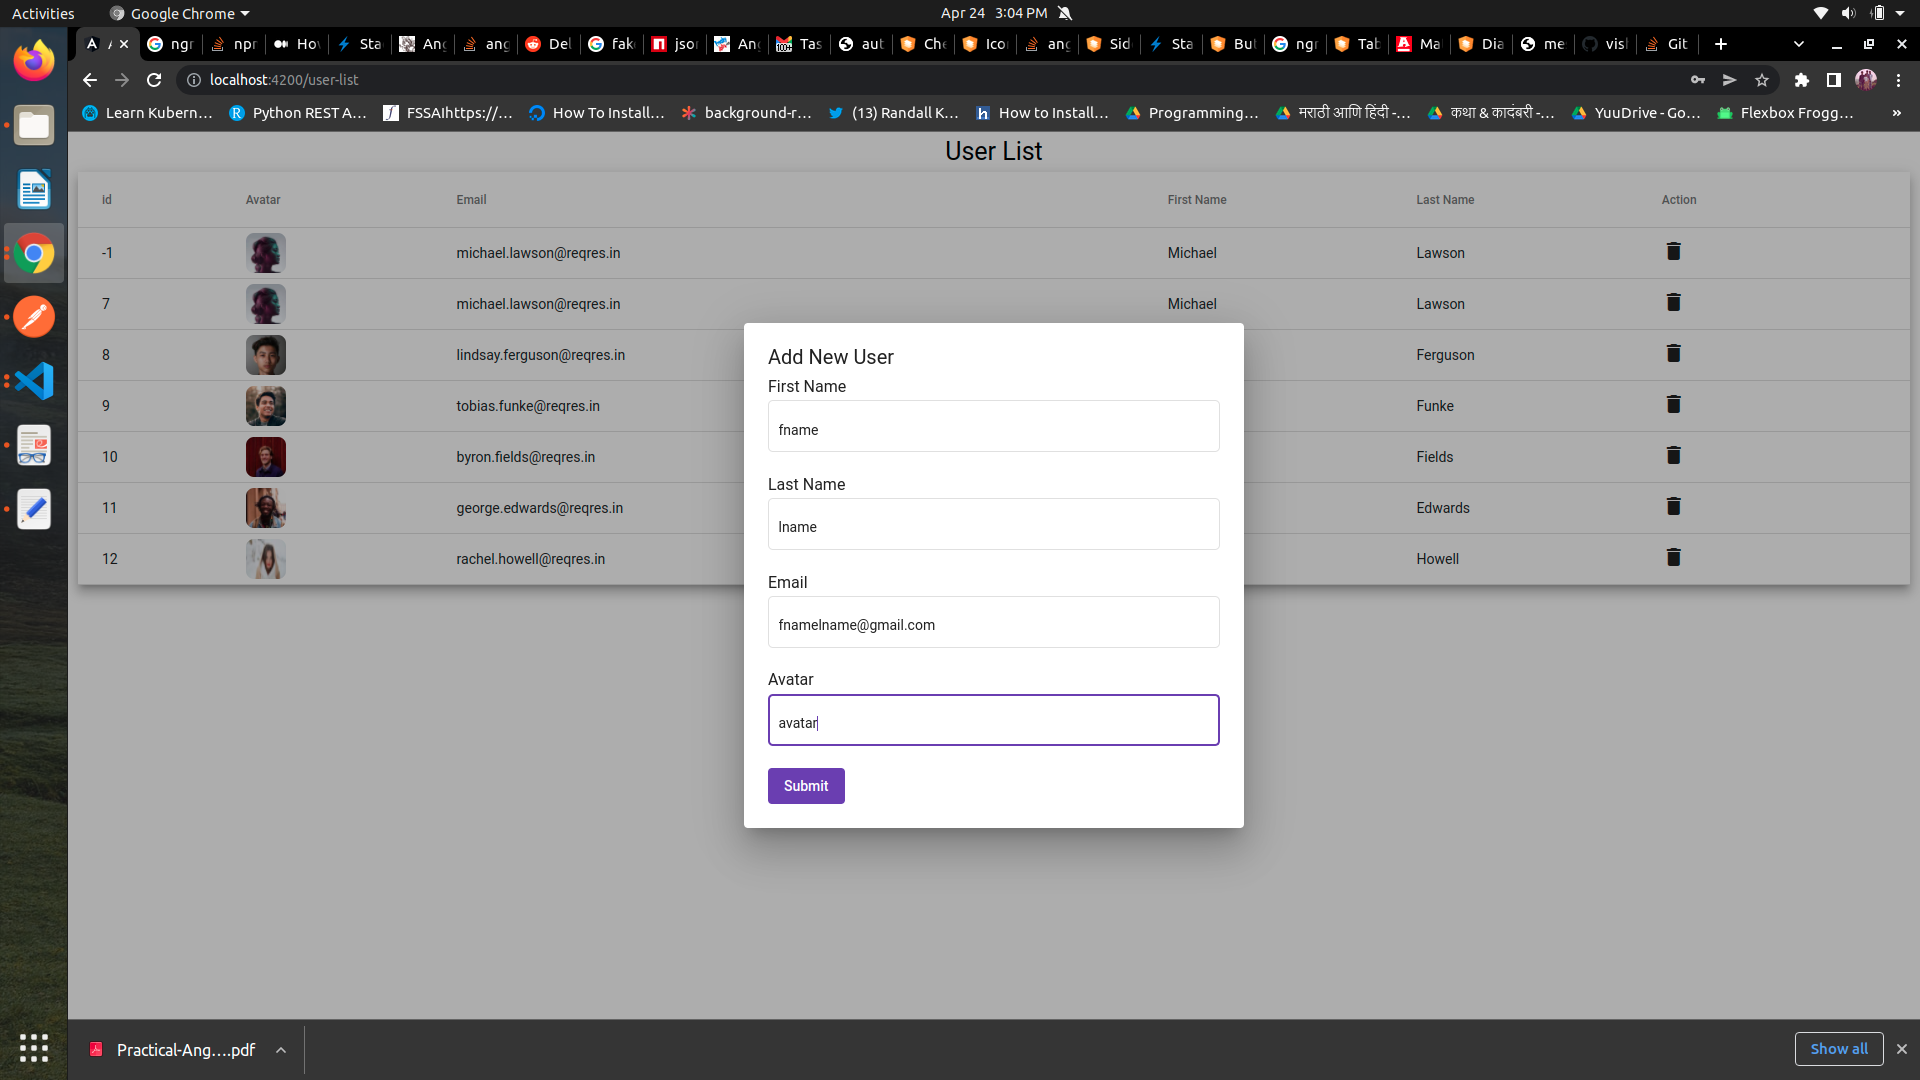 Activities Google Chrome Apr 24 3:04 PM
ngr npr Hov Sta Ang ang Del fak jsor Ang Tas aut Che Icor ang Sid Sta But ngr Tab Ma Dia me vish Git
localhost:4200/user-list
Learn Kubern... Python REST A... FSSAIhttps://... How To Install... background-r... (13) Randall K... How to Install... Programming... मराठी आणि हिंदी -... कथा & कादंबरी -... YuuDrive - Go... Flexbox Frogg... »
User List
id Avatar Email First Name Last Name Action
-1 michael.lawson@reqres.in Michael Lawson
7 michael.lawson@reqres.in Michael Lawson
8 lindsay.ferguson@reqres.in Ferguson
9 tobias.funke@reqres.in Funke
10 byron.fields@reqres.in Fields
11 george.edwards@reqres.in Edwards
12 rachel.howell@reqres.in Howell
Add New User
First Name
fname
Last Name
lname
Email
fnamelname@gmail.com
Avatar
avatar
Submit
Practical-Ang....pdf Show all